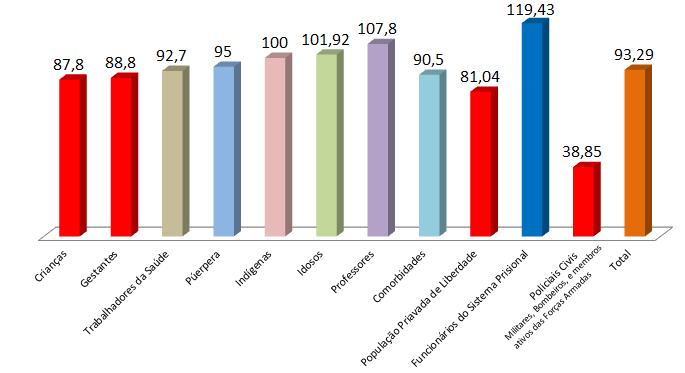 87,8
88,8
92,7
95
100
101,92
107,8
90,5
81,04
119,43
38,85
93,29
Crianças
Gestantes
Trabalhadores da Saúde
Púerpera
Indígenas
Idosos
Professores
Comorbidades
População Priavada de Liberdade
Funcionários do Sistema Prisional
Policiais Civis
Militares, Bombeiros, e membros
ativos das Forças Armadas
Total